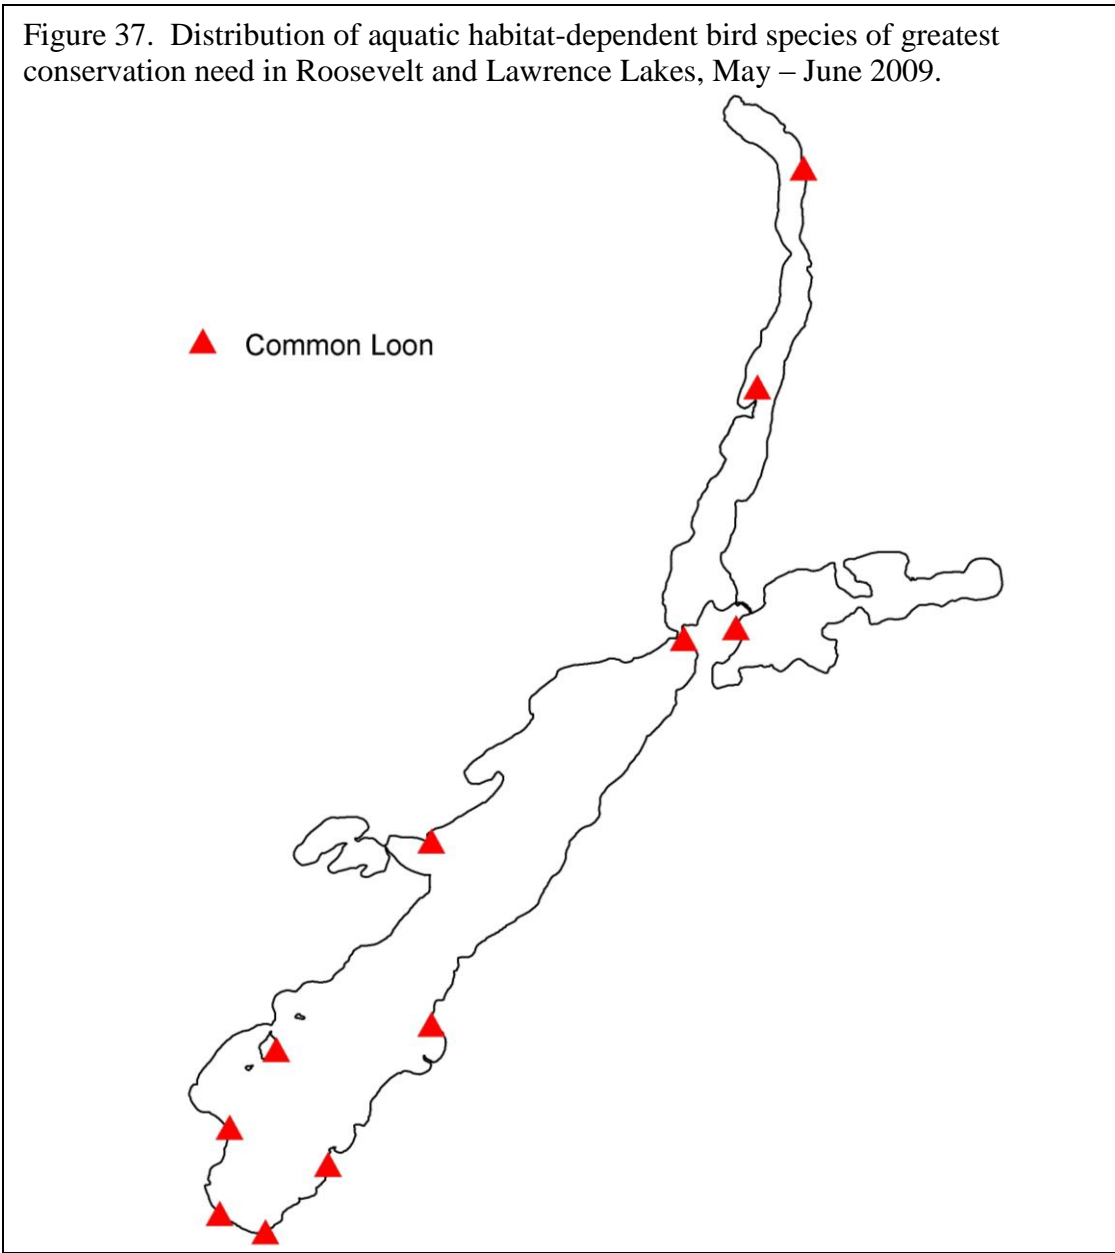 Figure 37.  Distribution of aquatic habitat-dependent bird species of greatest
conservation need in Roosevelt and Lawrence Lakes, May – June 2009.
Common Loon